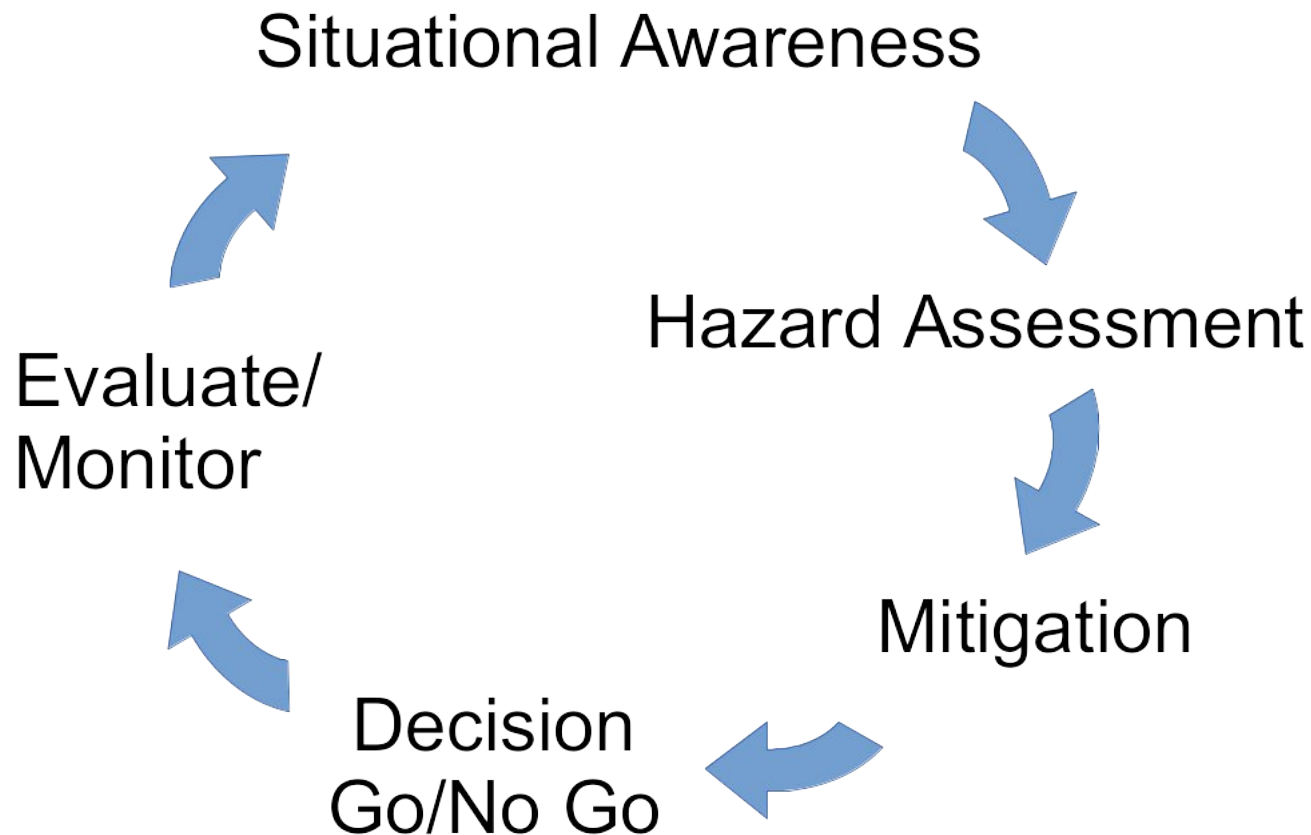 Situational Awareness
Hazard Assessment
Mitigation
Decision
Go/No Go
Evaluate/
Monitor